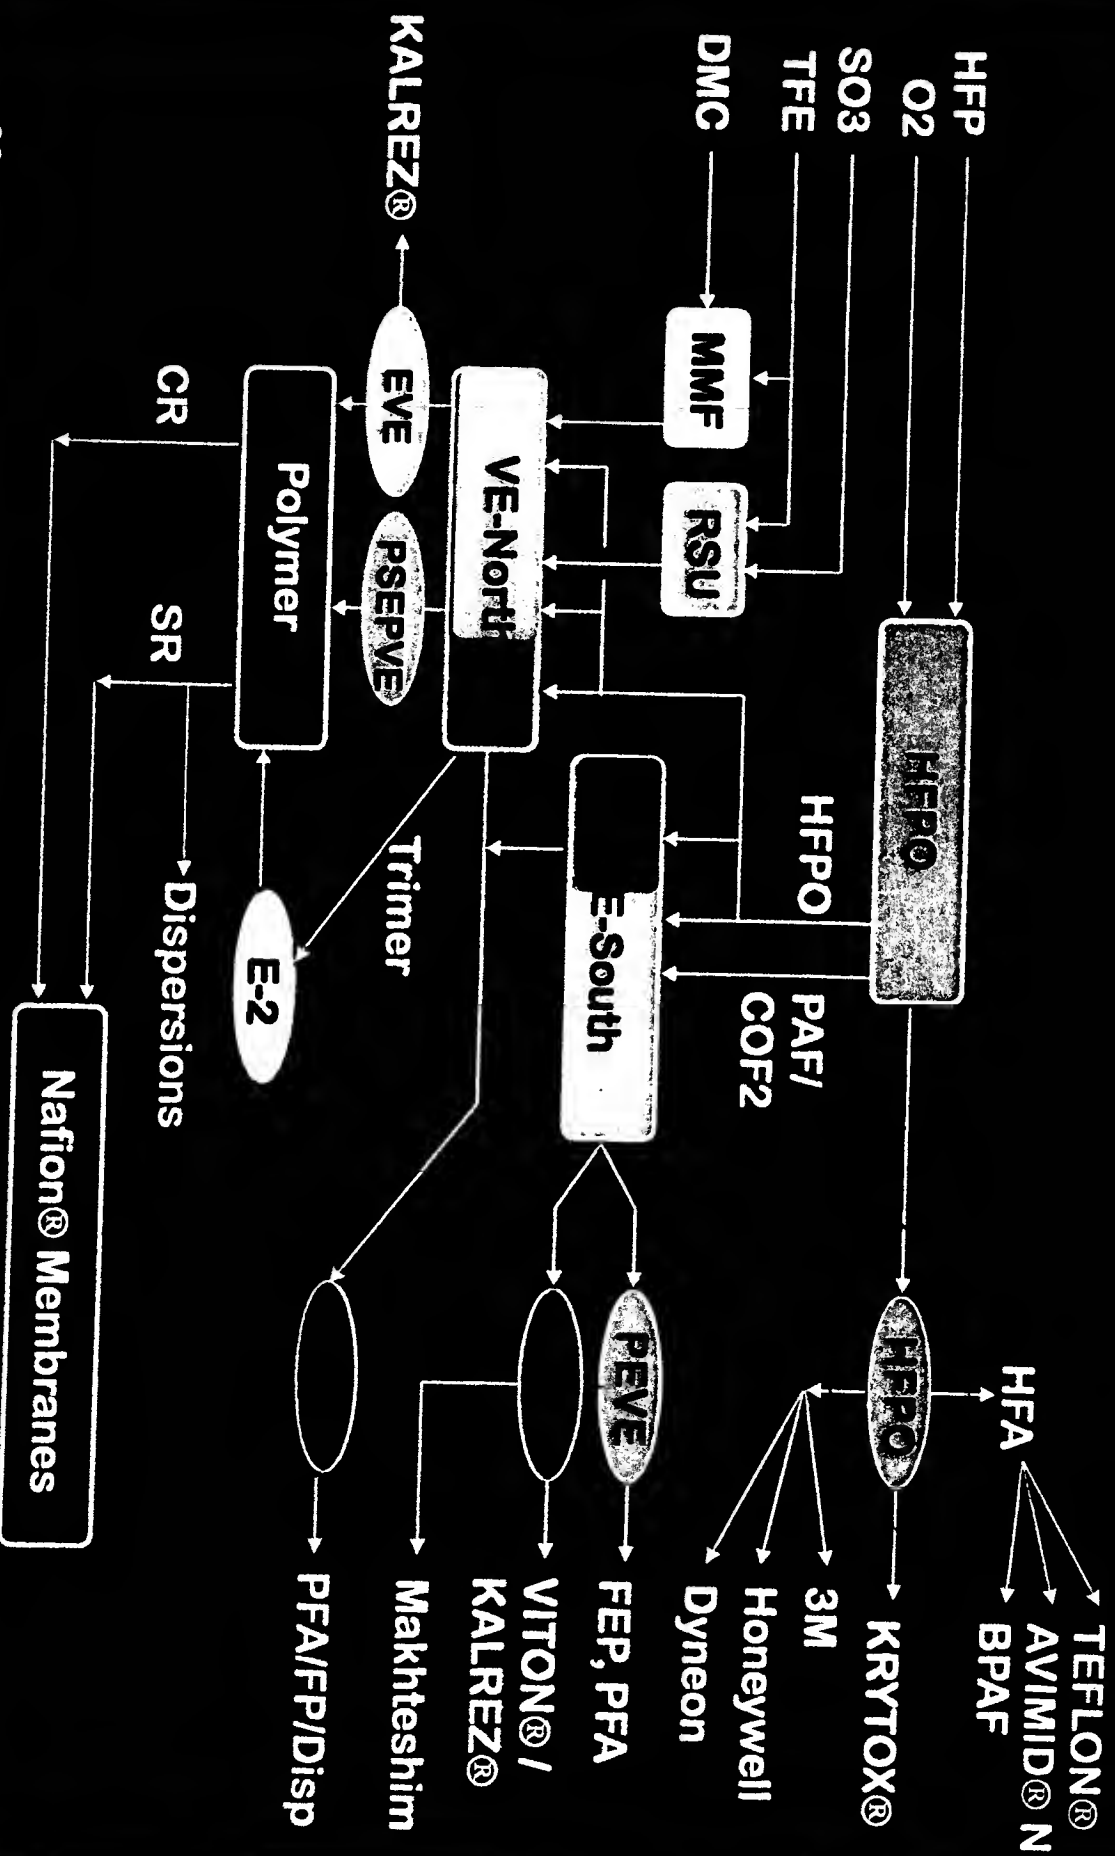 HFP
O2
SO3
TFE
DMC
KALREZ®
HFPO
MMF
RSU
VE-North
E-South
HFPO
PAF/
COF2
EVE
PSEPVE
Polymer
Trimer
E-2
CR
SR
Dispersions
Nafion® Membranes
HFPO
PEVE
HFA
TEFLON®
AVIMID® N
BPAF
KRYTOX®
3M
Honeywell
Dyneon
FEP, PFA
VITON® /
KALREZ®
Makhteshim
PFA/FP/Disp